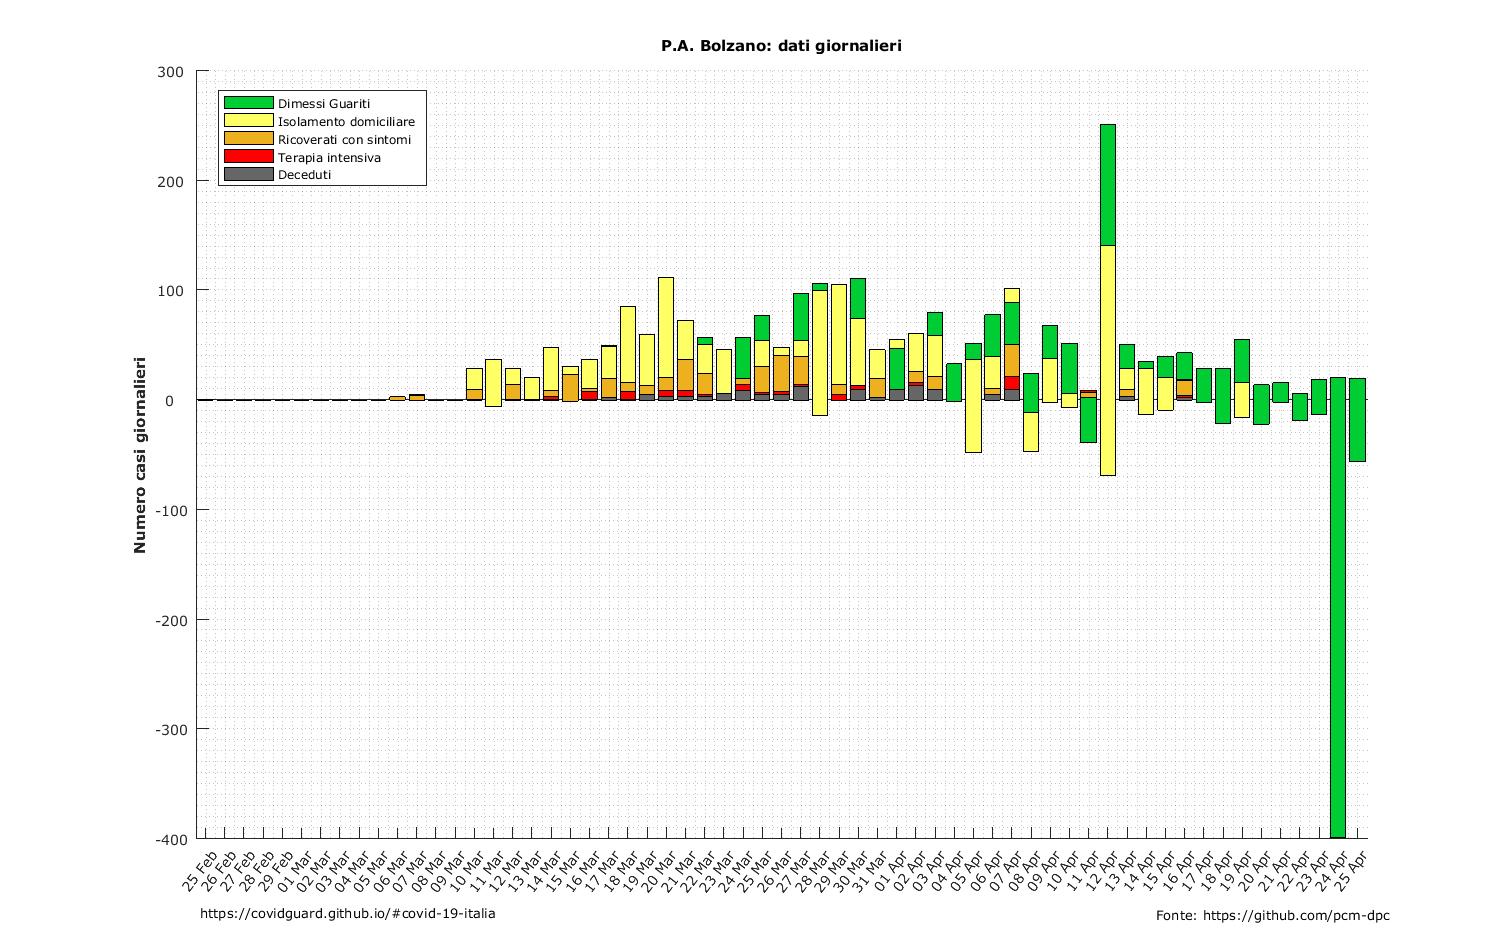 P.A. Bolzano: dati giornalieri
300
200
100
0
-100
-200
-300
-400
Numero casi giornalieri
Dimessi Guariti
Isolamento domiciliare
Ricoverati con sintomi
Terapia intensiva
Deceduti
25 Feb
26 Feb
27 Feb
28 Feb
29 Feb
01 Mar
02 Mar
03 Mar
04 Mar
05 Mar
06 Mar
07 Mar
08 Mar
09 Mar
10 Mar
11 Mar
12 Mar
13 Mar
14 Mar
15 Mar
16 Mar
17 Mar
18 Mar
19 Mar
20 Mar
21 Mar
22 Mar
23 Mar
24 Mar
25 Mar
26 Mar
27 Mar
28 Mar
29 Mar
30 Mar
31 Mar
01 Apr
02 Apr
03 Apr
04 Apr
05 Apr
06 Apr
07 Apr
08 Apr
09 Apr
10 Apr
11 Apr
12 Apr
13 Apr
14 Apr
15 Apr
16 Apr
17 Apr
18 Apr
19 Apr
20 Apr
21 Apr
22 Apr
23 Apr
24 Apr
25 Apr
https://covidguard.github.io/#covid-19-italia
Fonte: https://github.com/pcm-dpc